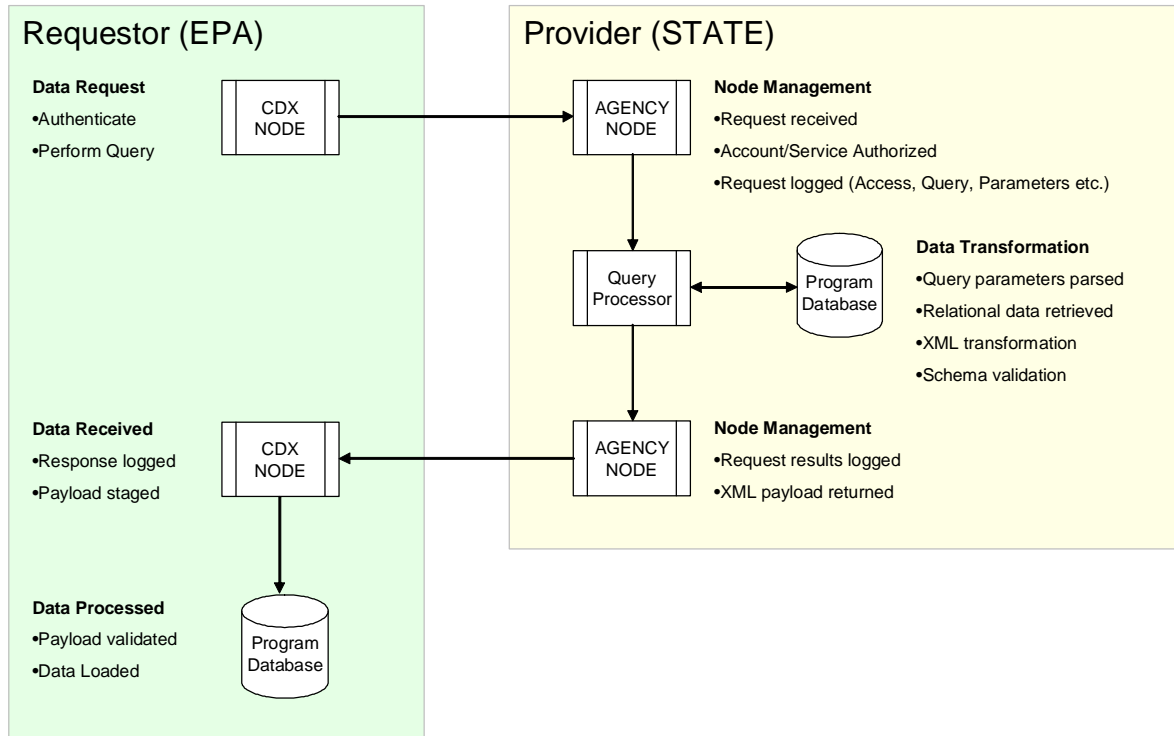 Requestor (EPA)
Data Request
•Authenticate
•Perform Query
CDX
NODE
Data Received
•Response logged
•Payload staged
CDX
NODE
Data Processed
•Payload validated
•Data Loaded
Program
Database
Provider (STATE)
AGENCY
NODE
Node Management
•Request received
•Account/Service Authorized
•Request logged (Access, Query, Parameters etc.)
Query
Processor
Program
Database
Data Transformation
•Query parameters parsed
•Relational data retrieved
•XML transformation
•Schema validation
AGENCY
NODE
Node Management
•Request results logged
•XML payload returned